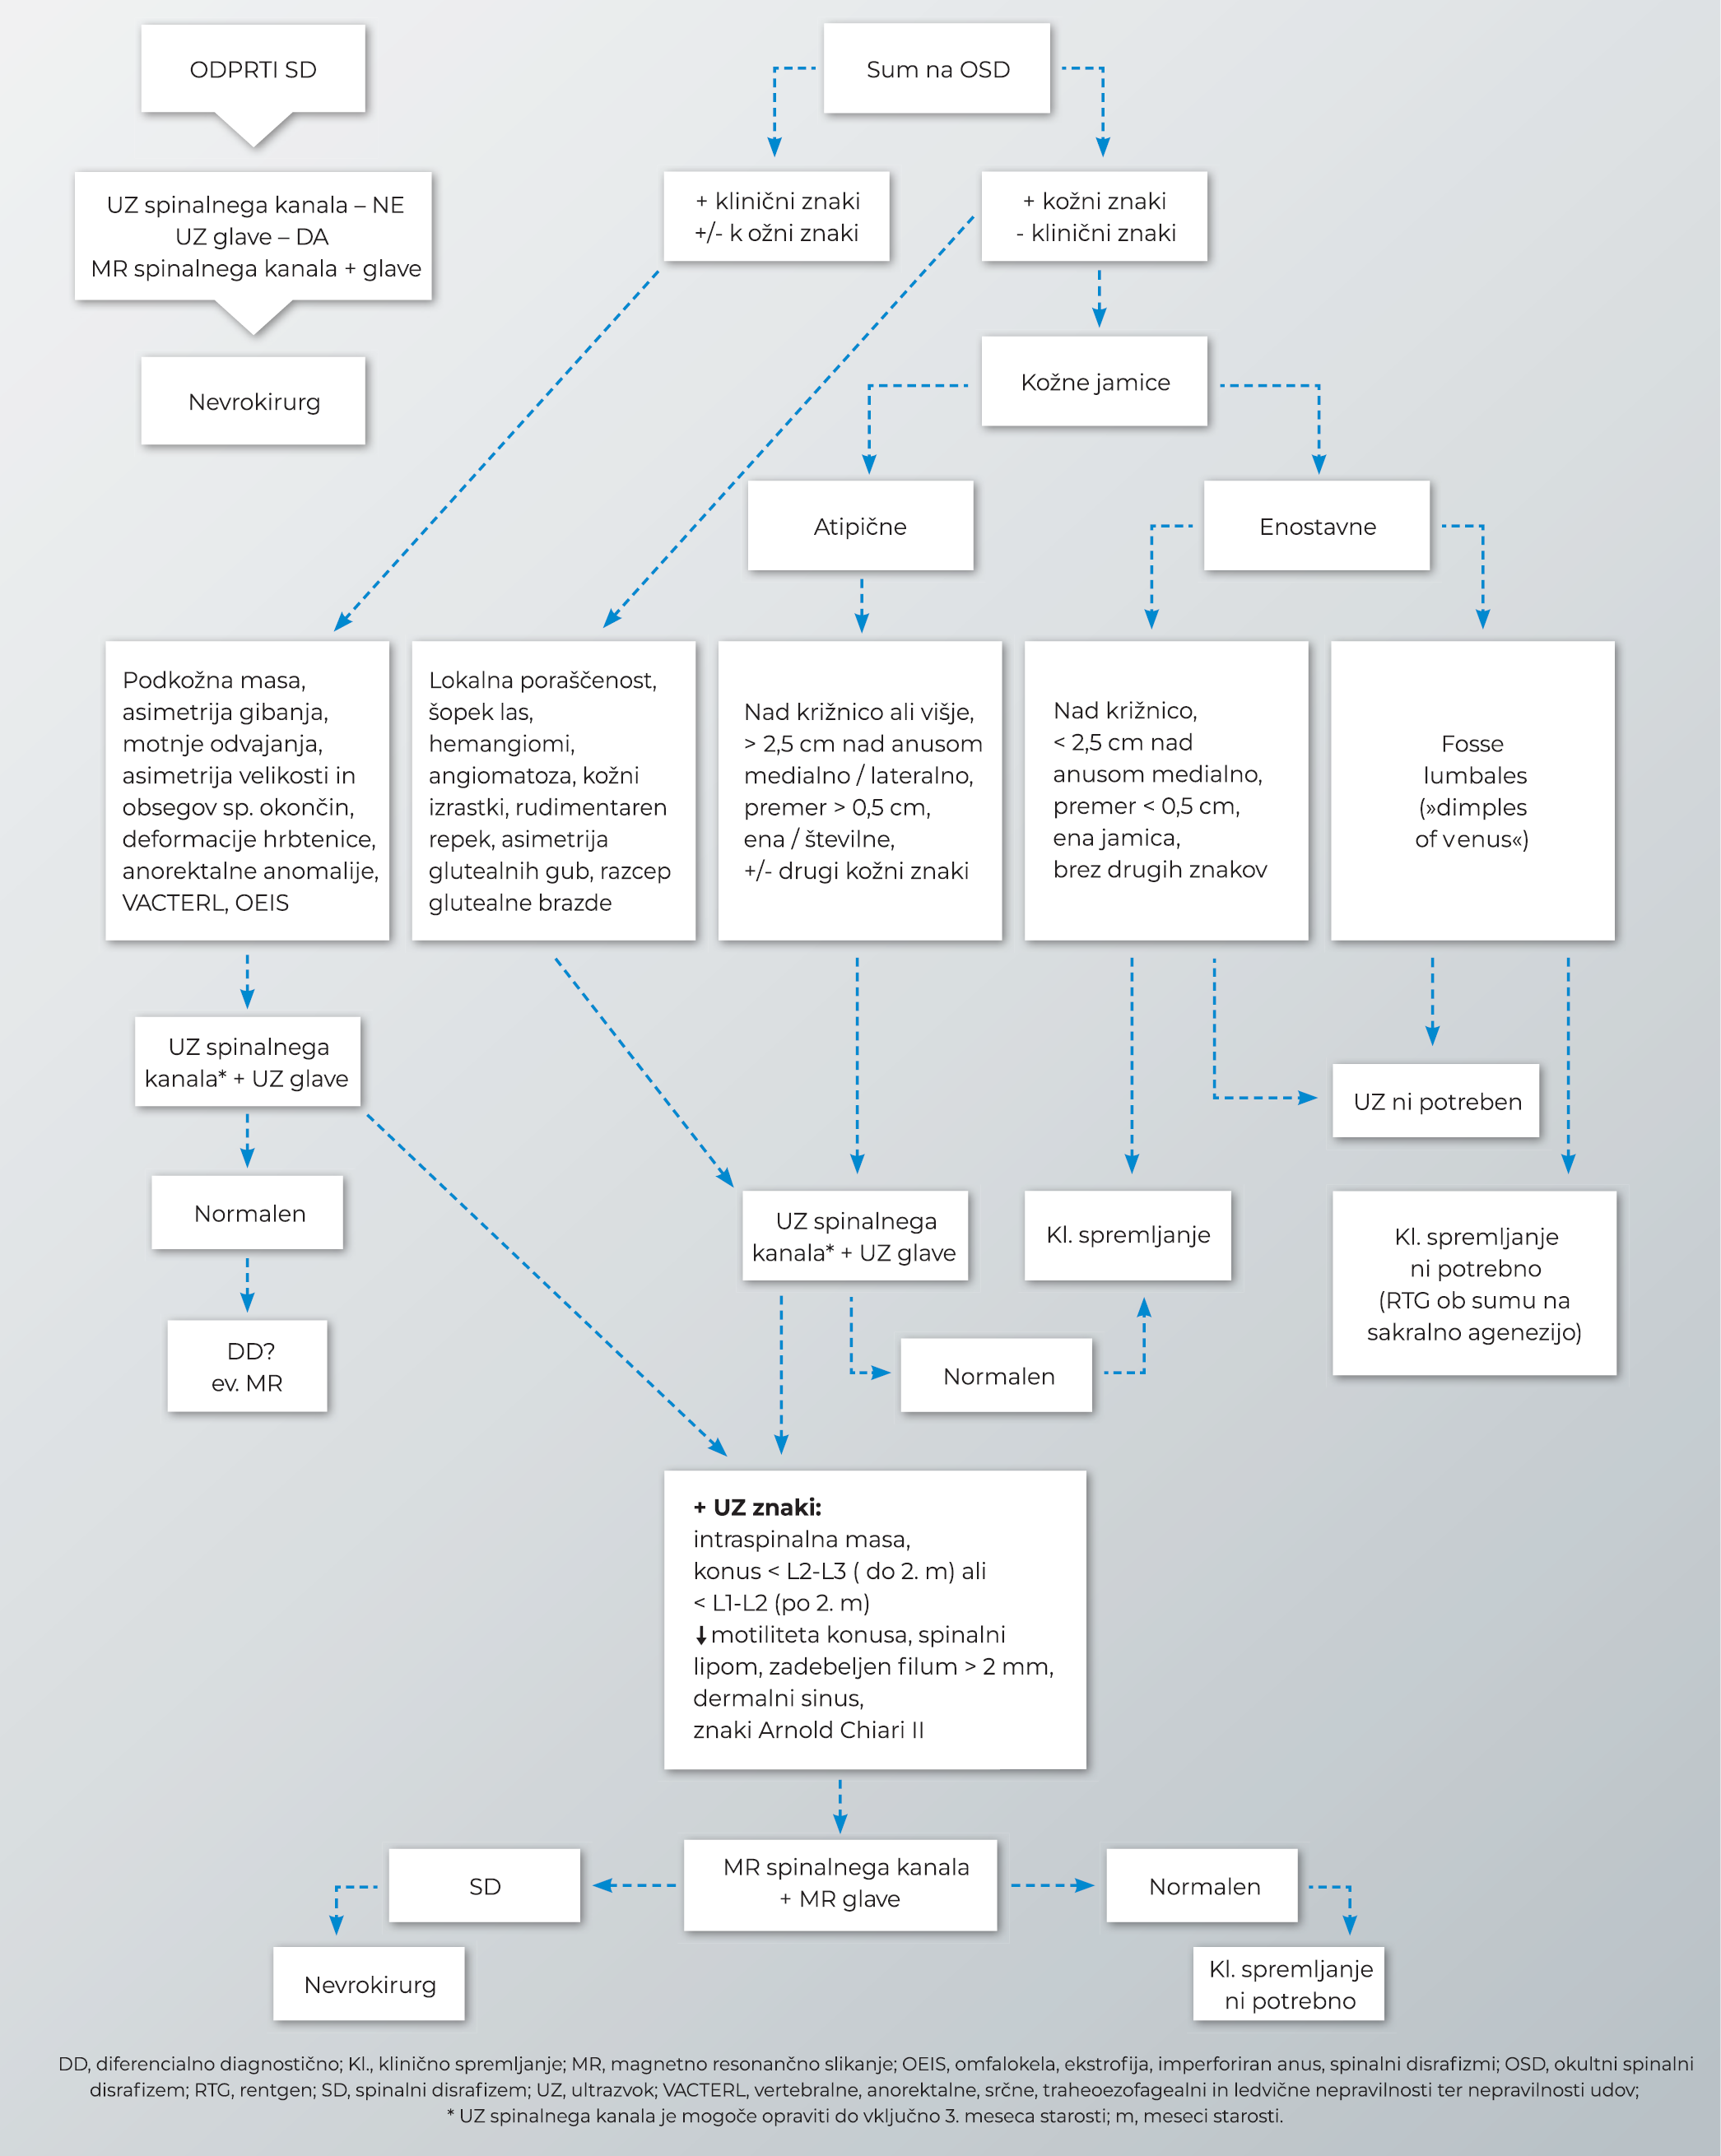 ODPRTI SD
UZ spinalnega kanala – NE
UZ glave – DA
MR spinalnega kanala + glave
Nevrokirurg
Sum na OSD
+ klinični znaki
+/- k ožni znaki
+ kožni znaki
- klinični znaki
Kožne jamice
Atipične
Enostavne
Podkožna masa,
asimetrija gibanja,
motnje odvajanja,
asimetrija velikosti in
obsegov sp. okončin,
deformacije hrbtenice,
anorektalne anomalije,
VACTERL, OEIS
Lokalna poraščenost,
šopek las,
hemangiomi,
angiomatoza, kožni
izrastki, rudimentaren
repek, asimetrija
glutealnih gub, razcep
glutealne brazde
Nad križnico ali višje,
> 2,5 cm nad anusom
medialno / lateralno,
premer > 0,5 cm,
ena / številne,
+/- drugi kožni znaki
Nad križnico,
< 2,5 cm nad
anusom medialno,
premer < 0,5 cm,
ena jamica,
brez drugih znakov
Fosse
lumbales
(»dimples
of venus«)
UZ spinalnega
kanala* + UZ glave
Normalen
DD?
ev. MR
UZ spinalnega
kanala* + UZ glave
Normalen
Kl. spremljanje
UZ ni potreben
Kl. spremljanje
ni potrebno
(RTG ob sumu na
sakralno agenezijo)
+ UZ znaki:
intraspinalna masa,
konus < L2-L3 ( do 2. m) ali
< L1-L2 (po 2. m)
↓motiliteta konusa, spinalni
lipom, zadebeljen filum > 2 mm,
dermalni sinus,
znaki Arnold Chiari II
MR spinalnega kanala
+ MR glave
SD
Nevrokirurg
Normalen
Kl. spremljanje
ni potrebno
DD, diferencialno diagnostično; Kl., klinično spremljanje; MR, magnetno resonančno slikanje; OEIS, omfalokela, ekstrofija, imperforiran anus, spinalni disrafizmi; OSD, okultni spinalni
disrafizem; RTG, rentgen; SD, spinalni disrafizem; UZ, ultrazvok; VACTERL, vertebralne, anorektalne, srčne, traheoezofagealni in ledvične nepravilnosti ter nepravilnosti udov;
* UZ spinalnega kanala je mogoče opraviti do vključno 3. meseca starosti; m, meseci starosti.